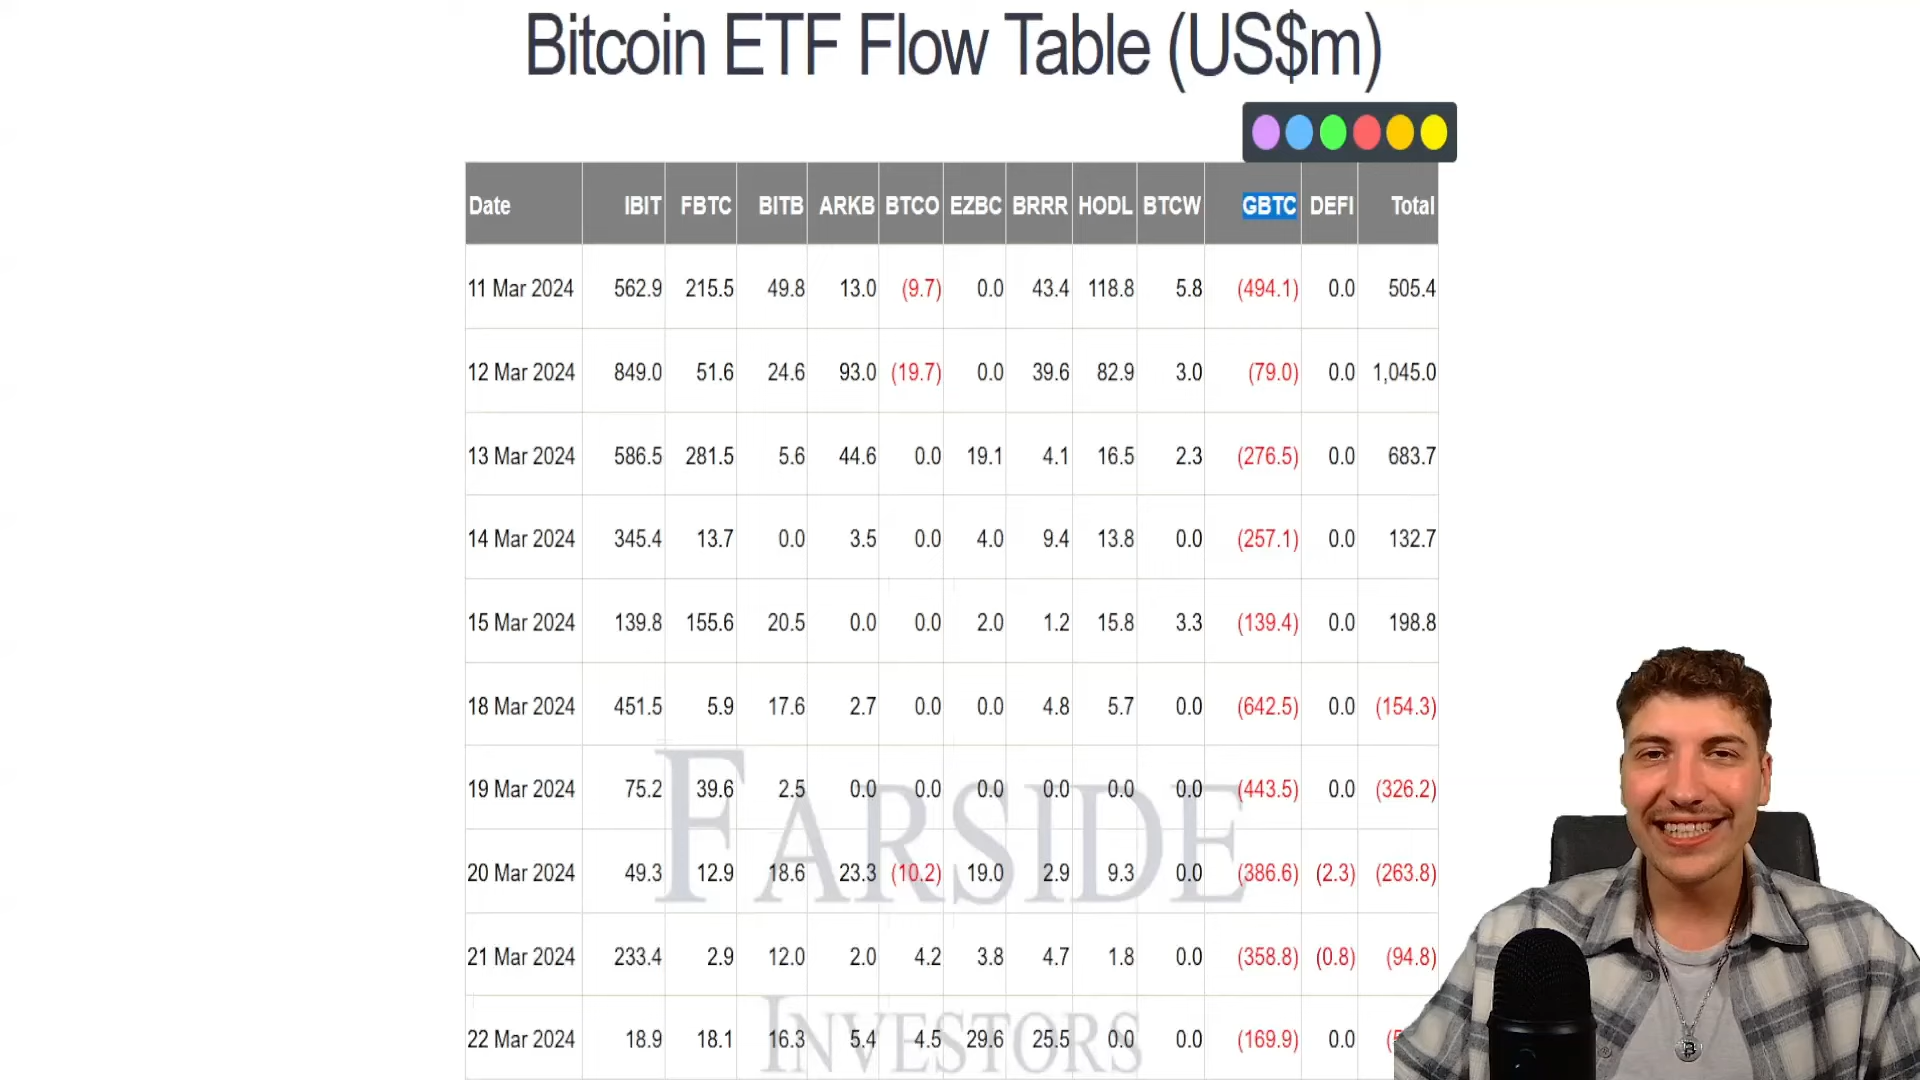 Bitcoin ETF Flow Table (US$m)
Date IBIT FBTC BITB ARKB BTCO EZBC BRRR HODL BTCW GBTC DEFI Total
11 Mar 2024 562.9 215.5 49.8 13.0 (9.7) 0.0 43.4 118.8 5.8 (494.1) 0.0 505.4
12 Mar 2024 849.0 51.6 24.6 93.0 (19.7) 0.0 39.6 82.9 3.0 (79.0) 0.0 1,045.0
13 Mar 2024 586.5 281.5 5.6 44.6 0.0 19.1 4.1 16.5 2.3 (276.5) 0.0 683.7
14 Mar 2024 345.4 13.7 0.0 3.5 0.0 4.0 9.4 13.8 0.0 (257.1) 0.0 132.7
15 Mar 2024 139.8 155.6 20.5 0.0 0.0 2.0 1.2 15.8 3.3 (139.4) 0.0 198.8
18 Mar 2024 451.5 5.9 17.6 2.7 0.0 0.0 4.8 5.7 0.0 (642.5) 0.0 (154.3)
19 Mar 2024 75.2 39.6 2.5 0.0 0.0 0.0 0.0 0.0 0.0 (443.5) 0.0 (326.2)
20 Mar 2024 49.3 12.9 18.6 23.3 (10.2) 19.0 2.9 9.3 0.0 (386.6) (2.3) (263.8)
FARSIDE
21 Mar 2024 233.4 2.9 12.0 2.0 4.2 3.8 4.7 1.8 0.0 (358.8) (0.8) (94.8)
22 Mar 2024 18.9 18.1 16.3 5.4 4.5 29.6 25.5 0.0 0.0 (169.9) 0.0
INVESTORS